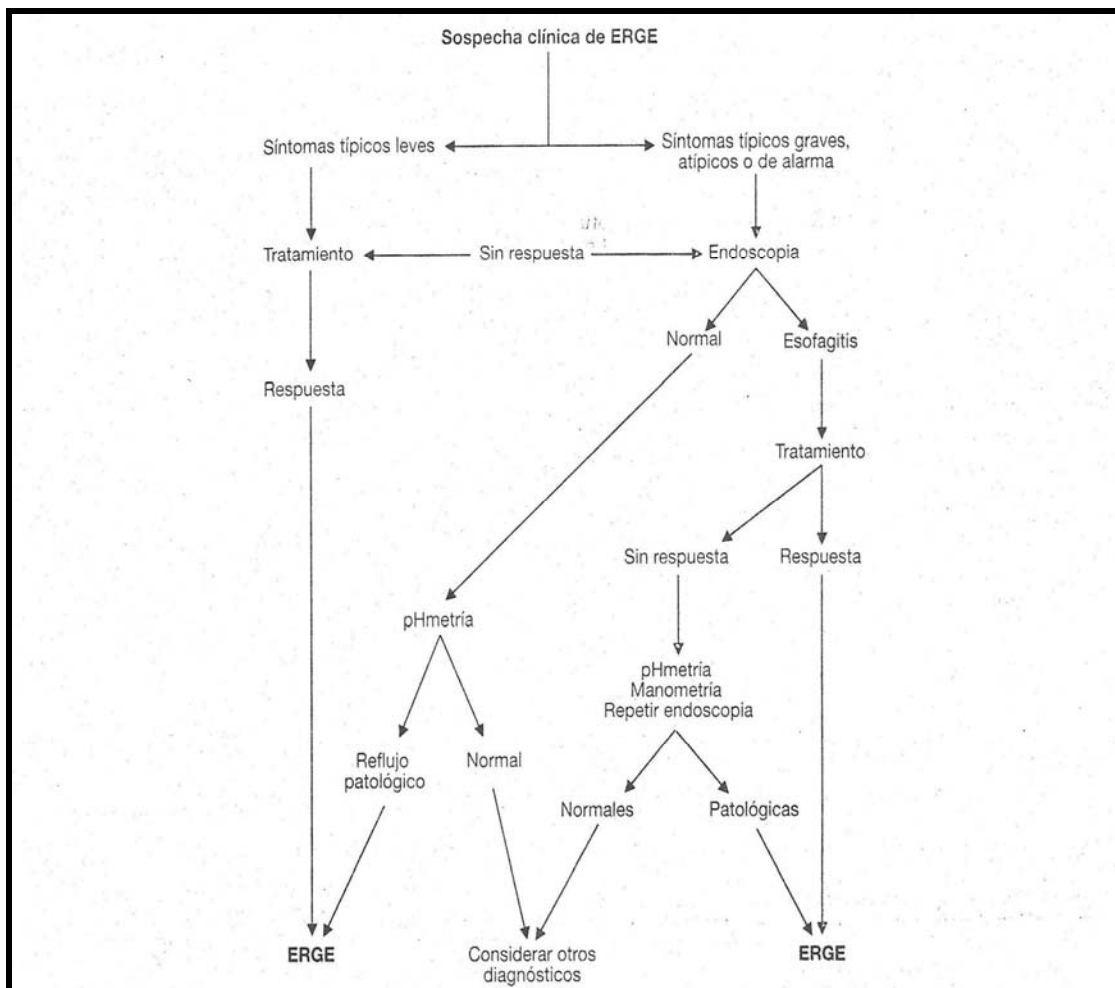 Sospecha clínica de ERGE
Síntomas típicos leves
Síntomas típicos graves,
atípicos o de alarma
Tratamiento
Sin respuesta
Endoscopia
Normal
Esofagitis
Respuesta
Tratamiento
Sin respuesta
Respuesta
pHmetría
pHmetría
Manometría
Repetir endoscopia
Reflujo
patológico
Normal
Normales
Patológicas
ERGE
Considerar otros
diagnósticos
ERGE